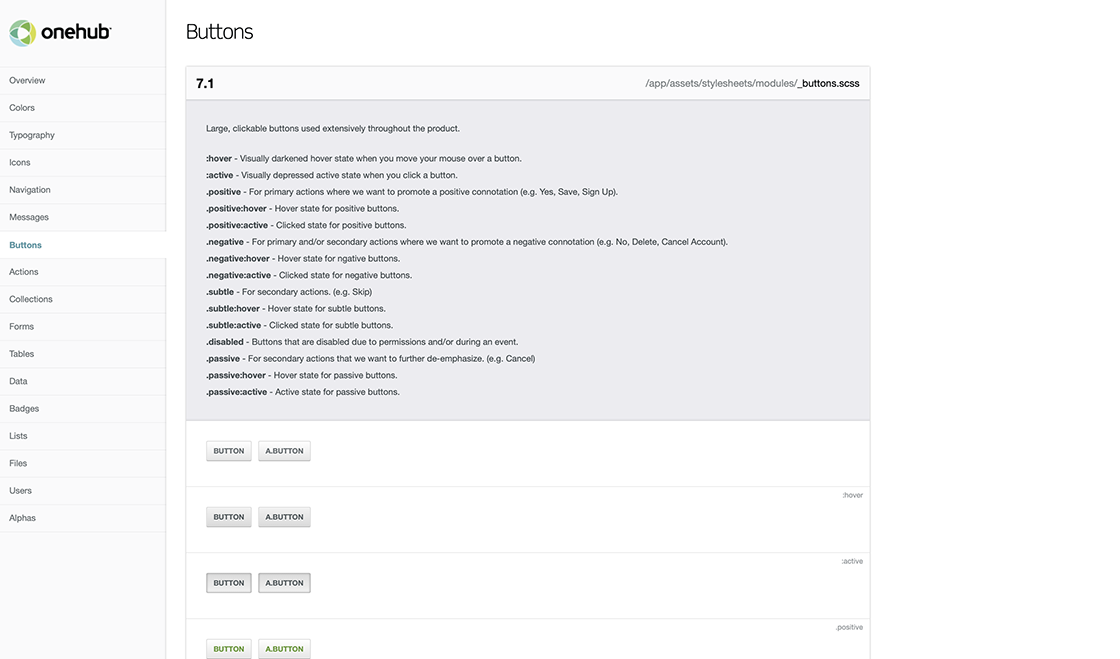 onehub
Buttons
Overview
Colors
Typography
Icons
Navigation
Messages
Buttons
Actions
Collections
Forms
Tables
Data
Badges
Lists
Files
Users
Alphas
7.1
/app/assets/stylesheets/modules/_buttons.scss
Large, clickable buttons used extensively throughout the product.
:hover - Visually darkened hover state when you move your mouse over a button.
:active - Visually depressed active state when you click a button.
.positive - For primary actions where we want to promote a positive connotation (e.g. Yes, Save, Sign Up).
.positive:hover - Hover state for positive buttons.
.positive:active - Clicked state for positive buttons.
.negative - For primary and/or secondary actions where we want to promote a negative connotation (e.g. No, Delete, Cancel Account).
.negative:hover - Hover state for ngative buttons.
.negative:active - Clicked state for negative buttons.
.subtle - For secondary actions. (e.g. Skip)
.subtle:hover - Hover state for subtle buttons.
.subtle:active - Clicked state for subtle buttons.
.disabled - Buttons that are disabled due to permissions and/or during an event.
.passive - For secondary actions that we want to further de-emphasize. (e.g. Cancel)
.passive:hover - Hover state for passive buttons.
.passive:active - Active state for passive buttons.
BUTTON A.BUTTON
:hover
BUTTON A.BUTTON
:active
BUTTON A.BUTTON
.positive
BUTTON A.BUTTON